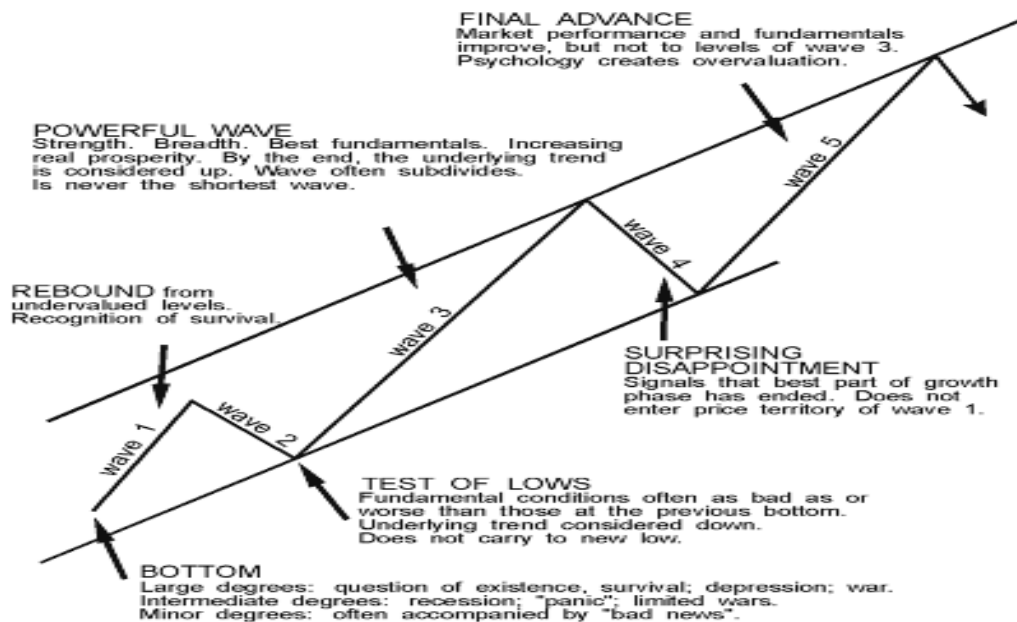 FINAL ADVANCE
Market performance and fundamentals
improve, but not to levels of wave 3.
Psychology creates overvaluation.
POWERFUL WAVE
Strength. Breadth. Best fundamentals. Increasing
real prosperity. By the end, the underlying trend
is considered up. Wave often subdivides.
Is never the shortest wave.
wave 5
wave 4
REBOUND from
undervalued levels.
Recognition of survival.
wave 3
SURPRISING
DISAPPOINTMENT
Signals that best part of growth
phase has ended. Does not
enter price territory of wave 1.
wave 1
wave 2
TEST OF LOWS
Fundamental conditions often as bad as or
worse than those at the previous bottom.
Underlying trend considered down.
Does not carry to new low.
BOTTOM
Large degrees: question of existence, survival; depression; war.
Intermediate degrees: recession; "panic"; limited wars.
Minor degrees: often accompanied by "bad news".